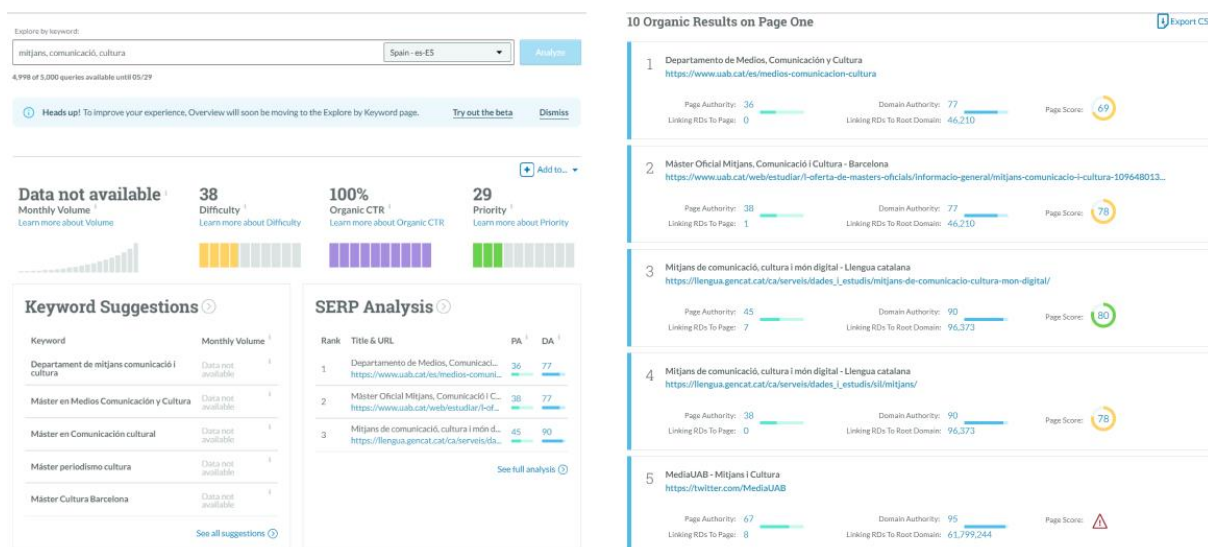 Explore by keyword:
mitjans, comunicació, cultura
Spain - es-ES
Analyze
4,998 of 5,000 queries available until 05/29
Heads up! To improve your experience, Overview will soon be moving to the Explore by Keyword page.
Try out the beta
Dismiss
Add to...
Data not available
Monthly Volume
Learn more about Volume
38
Difficulty
Learn more about Difficulty
100%
Organic CTR
Learn more about Organic CTR
29
Priority
Learn more about Priority
Keyword Suggestions
Keyword Monthly Volume
Departament de mitjans comunicació i
cultura
Data not
available
Máster en Medios Comunicación y Cultura
Data not
available
Máster en Comunicación cultural
Data not
available
Máster periodismo cultura
Data not
available
Máster Cultura Barcelona
Data not
available
See all suggestions
SERP Analysis
Rank Title & URL PA DA
1 Departamento de Medios, Comunicaci... 36 77
https://www.uab.cat/es/medios-comuni...
2 Màster Oficial Mitjans, Comunicació i C... 38 77
https://www.uab.cat/web/estudiar/l-of...
3 Mitjans de comunicació, cultura i món d... 45 90
https://llengua.gencat.cat/ca/serveis/da...
See full analysis
10 Organic Results on Page One
Export CS
1 Departamento de Medios, Comunicación y Cultura
https://www.uab.cat/es/medios-comunicacion-cultura
Page Authority: 36 Domain Authority: 77 Page Score: 69
Linking RDs To Page: 0 Linking RDs To Root Domain: 46,210
2 Màster Oficial Mitjans, Comunicació i Cultura - Barcelona
https://www.uab.cat/web/estudiar/l-oferta-de-masters-oficials/informacio-general/mitjans-comunicacio-i-cultura-109648013...
Page Authority: 38 Domain Authority: 77 Page Score: 78
Linking RDs To Page: 1 Linking RDs To Root Domain: 46,210
3 Mitjans de comunicació, cultura i món digital - Llengua catalana
https://llengua.gencat.cat/ca/serveis/dades_i_estudis/mitjans-de-comunicacio-cultura-mon-digital/
Page Authority: 45 Domain Authority: 90 Page Score: 80
Linking RDs To Page: 7 Linking RDs To Root Domain: 96,373
4 Mitjans de comunicació, cultura i món digital - Llengua catalana
https://llengua.gencat.cat/ca/serveis/dades_i_estudis/sil/mitjans/
Page Authority: 38 Domain Authority: 90 Page Score: 78
Linking RDs To Page: 0 Linking RDs To Root Domain: 96,373
5 MediaUAB - Mitjans i Cultura
https://twitter.com/MediaUAB
Page Authority: 67 Domain Authority: 95 Page Score:
Linking RDs To Page: 8 Linking RDs To Root Domain: 61,799,244